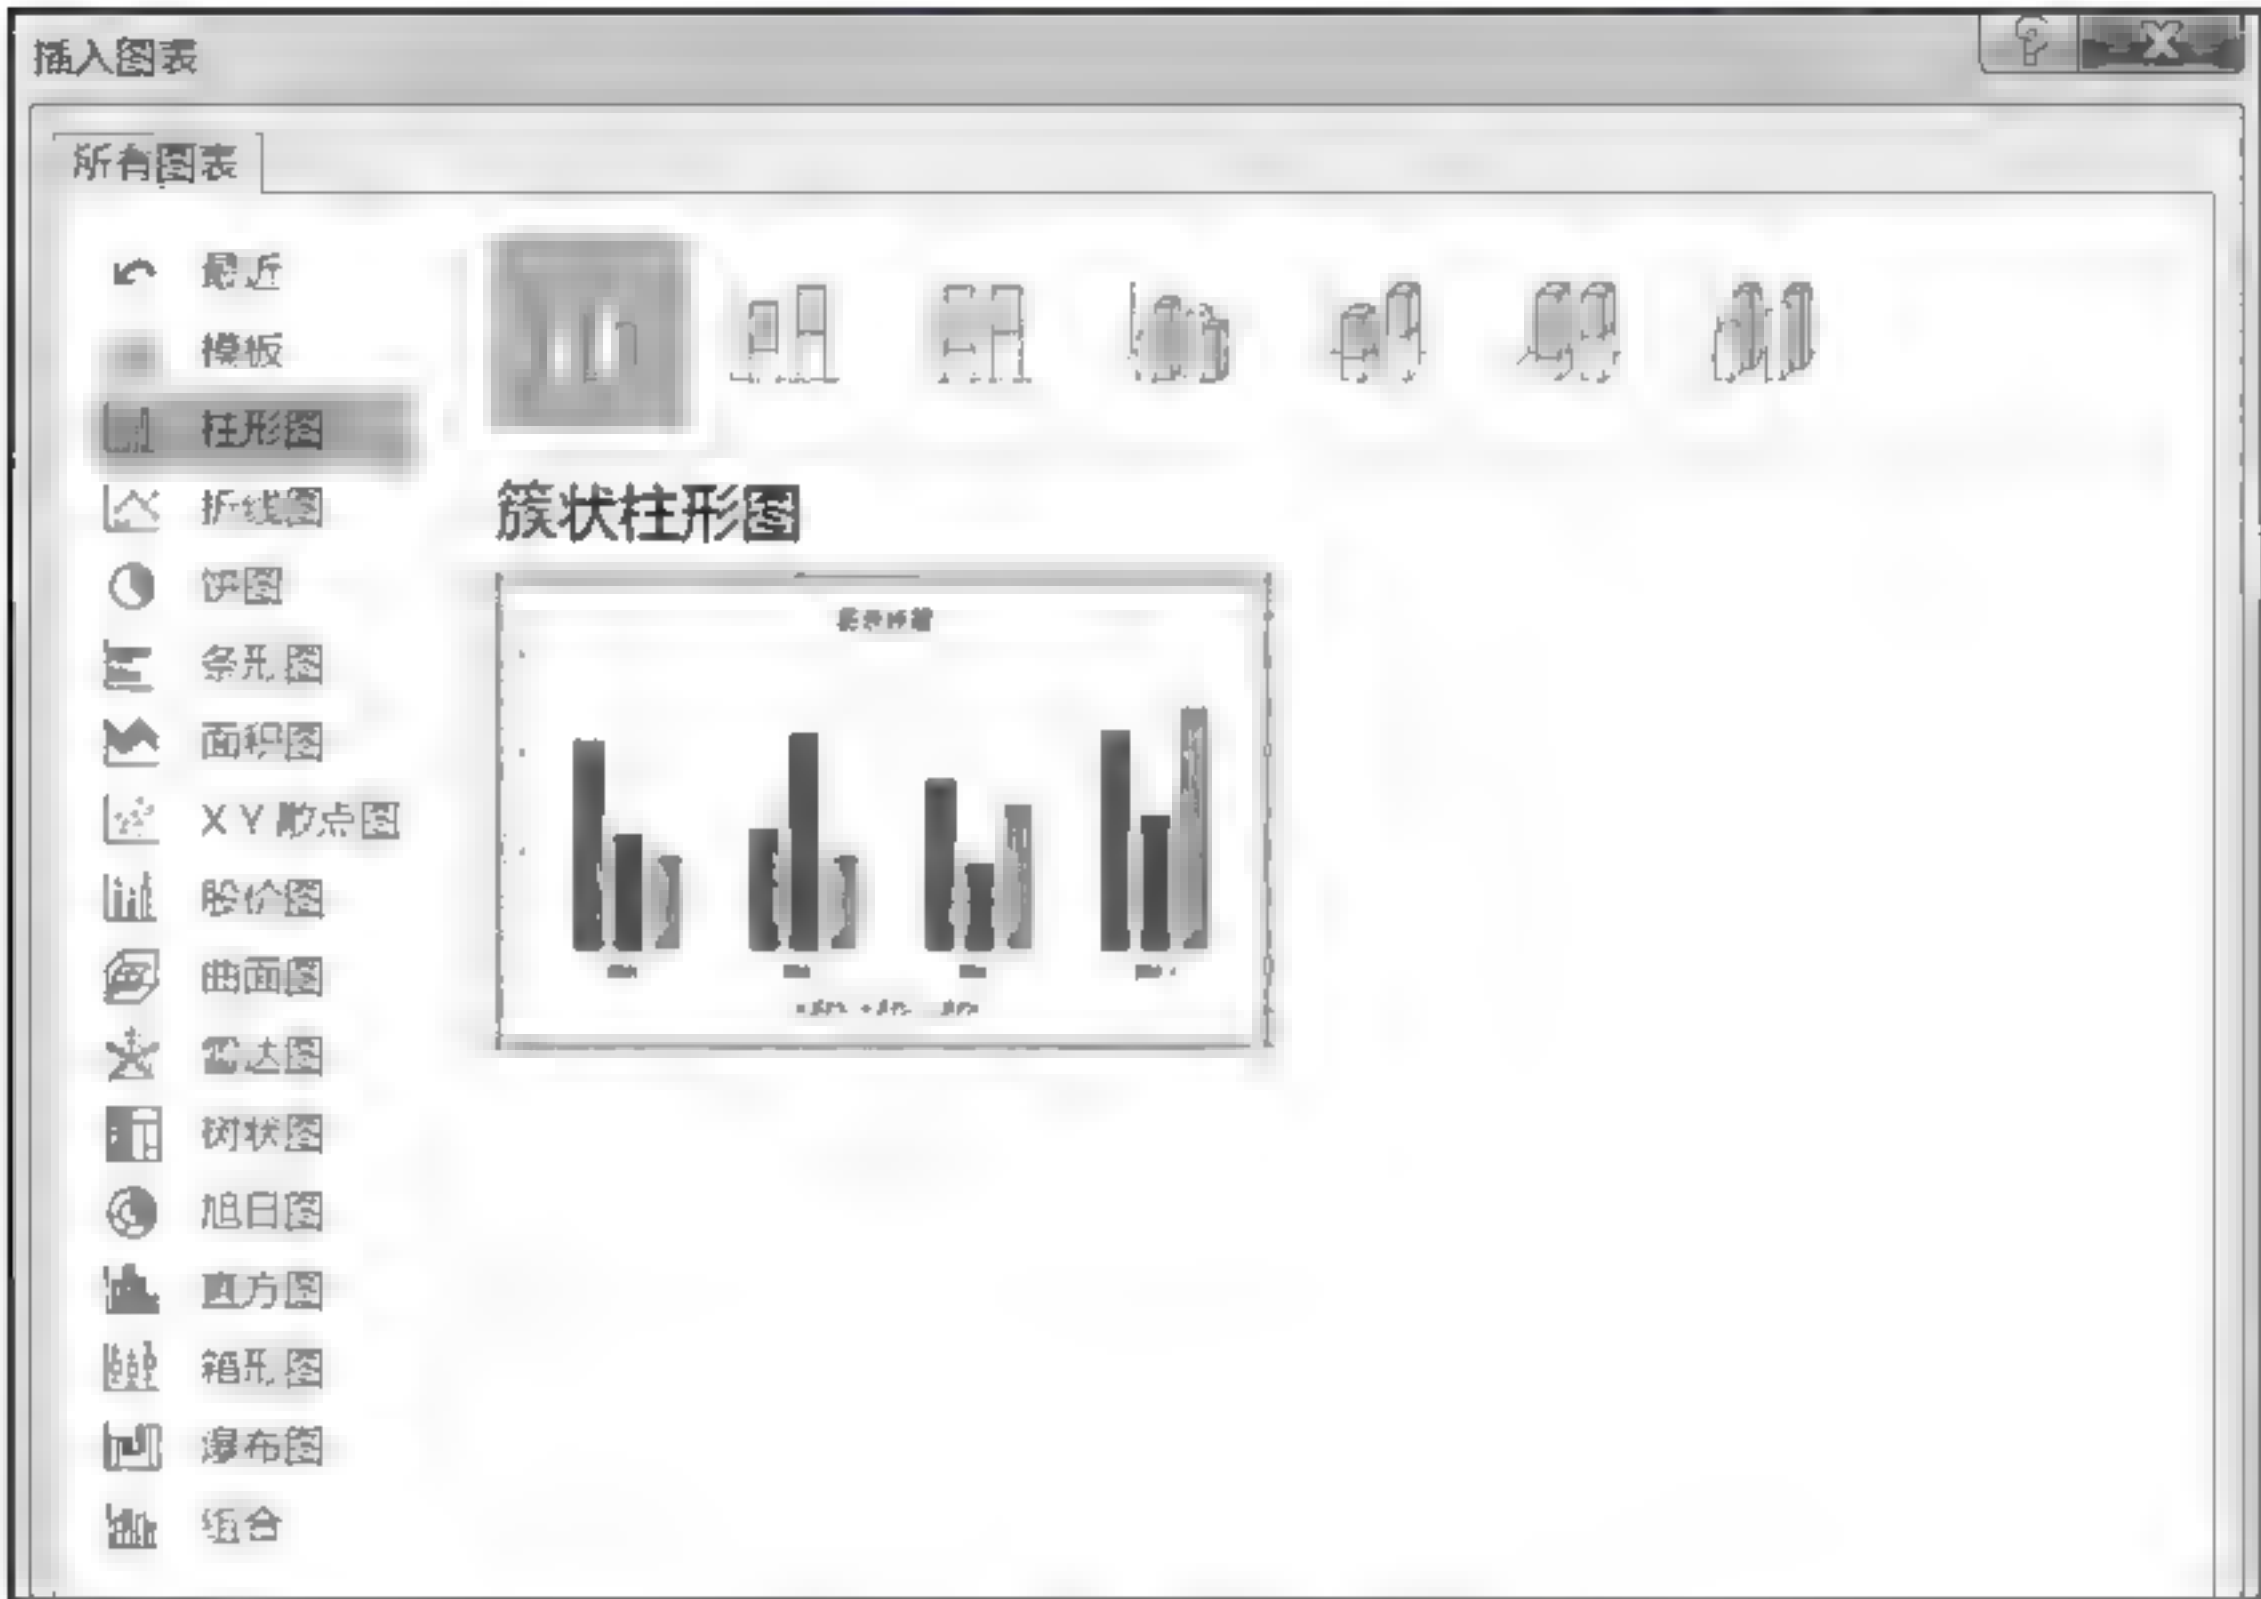 插入图表
所有图表
最近
模板
柱形图
折线图
饼图
条形图
面积图
X Y 散点图
股价图
曲面图
雷达图
树状图
旭日图
直方图
箱形图
瀑布图
组合
簇状柱形图